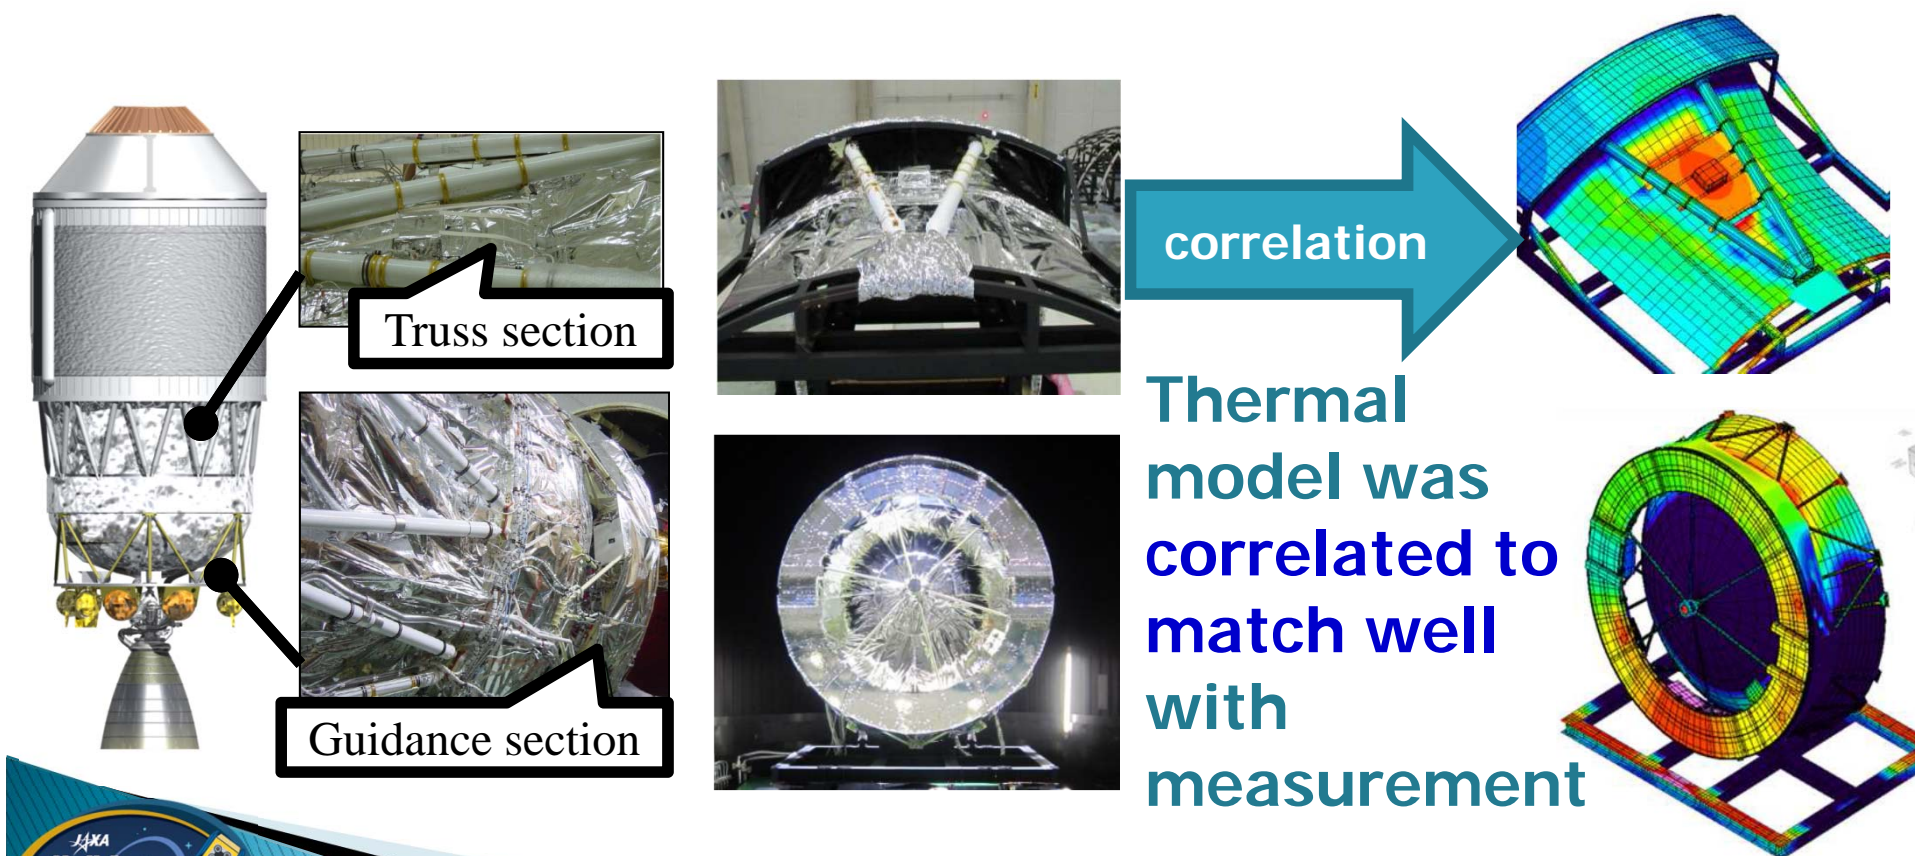 Truss section
Guidance section
correlation
Thermal
model was
correlated to
match well
with
measurement
JAXA